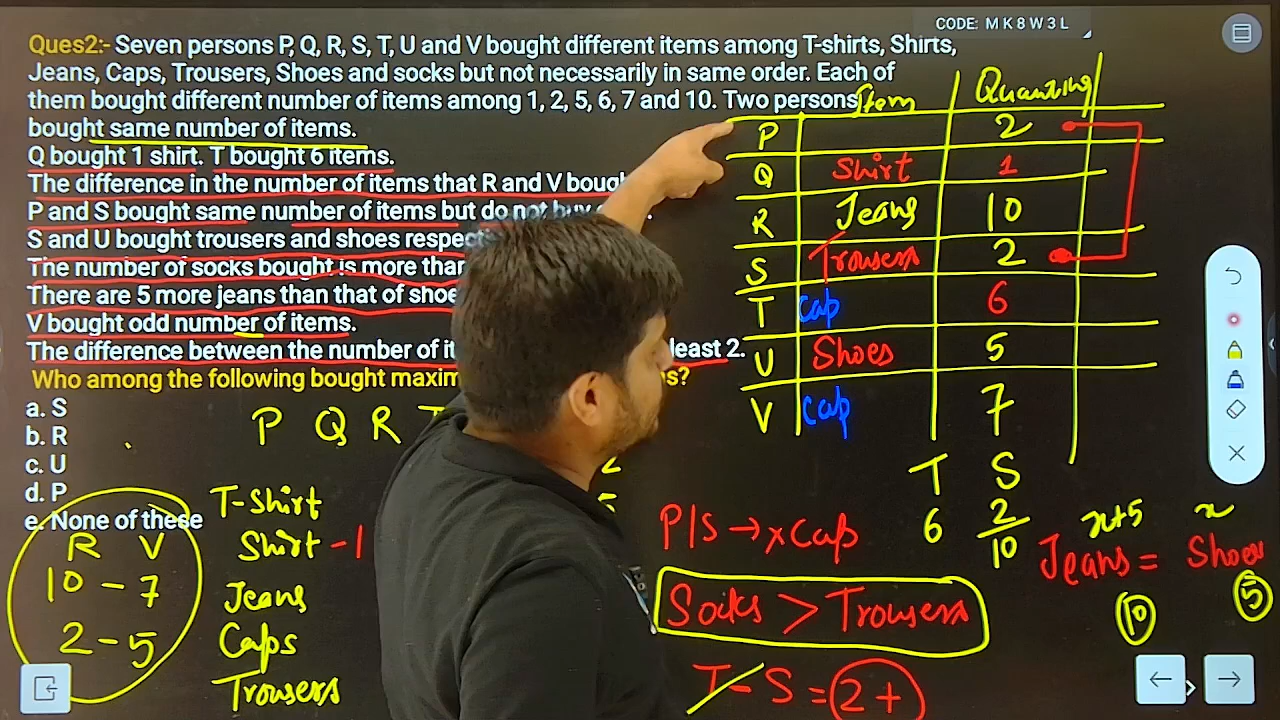 CODE: M K 8 W 3 L
Ques2:- Seven persons P, Q, R, S, T, U and V bought different items among T-shirts, Shirts,
Jeans, Caps, Trousers, Shoes and socks but not necessarily in same order. Each of
them bought different number of items among 1, 2, 5, 6, 7 and 10. Two persons
bought same number of items.
Q bought 1 shirt. T bought 6 items.
The difference in the number of items that R and V
P and S bought same number of items but do not buy
S and U bought trousers and shoes
The number of socks bought is more
There are 5 more jeans than that of
V bought odd number of items.
The difference between the number of least 2.
Who among the following bought
a. S
b. R
c. U
d. P
e. None of these
Item
P 2
Q Shirt 1
R Jeans 10
S Trousers 2
T Cap 6
U Shoes 5
V Cap 7
P Q R
R V
10 - 7
2 - 5
T-Shirt
Shirt - 1
Jeans
Caps
Trousers
T S
6 2
10
P/S → x Cap
Socks > Trousers
T - S = 2 +
x+5 x
Jeans = Shoes
10 5